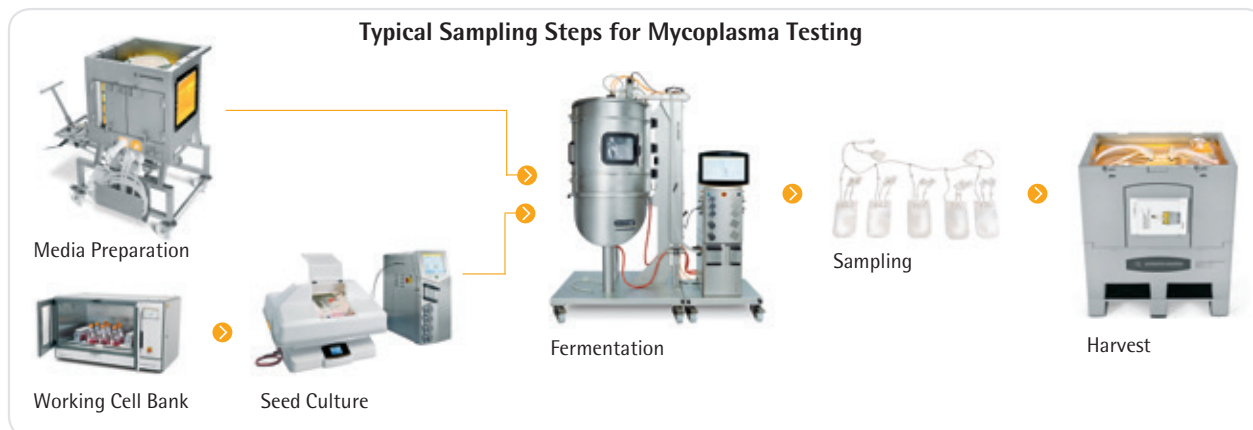 Typical Sampling Steps for Mycoplasma Testing
Media Preparation
Working Cell Bank
Seed Culture
Fermentation
Sampling
Harvest